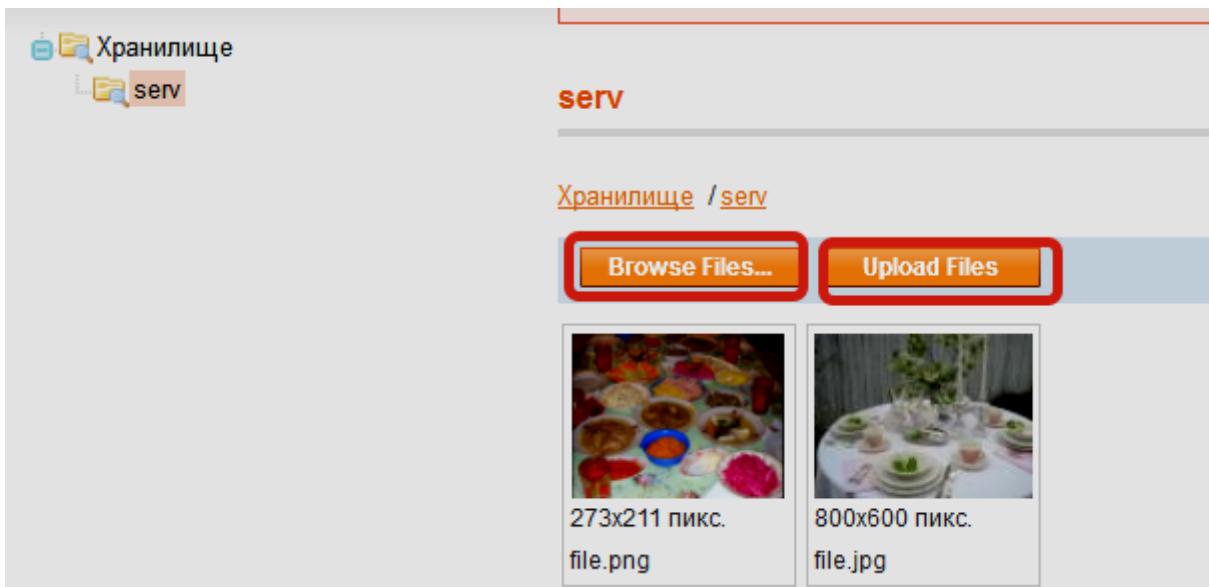 Хранилище
serv
serv
Хранилище / serv
Browse Files... Upload Files
273x211 пикс. 800x600 пикс.
file.png file.jpg